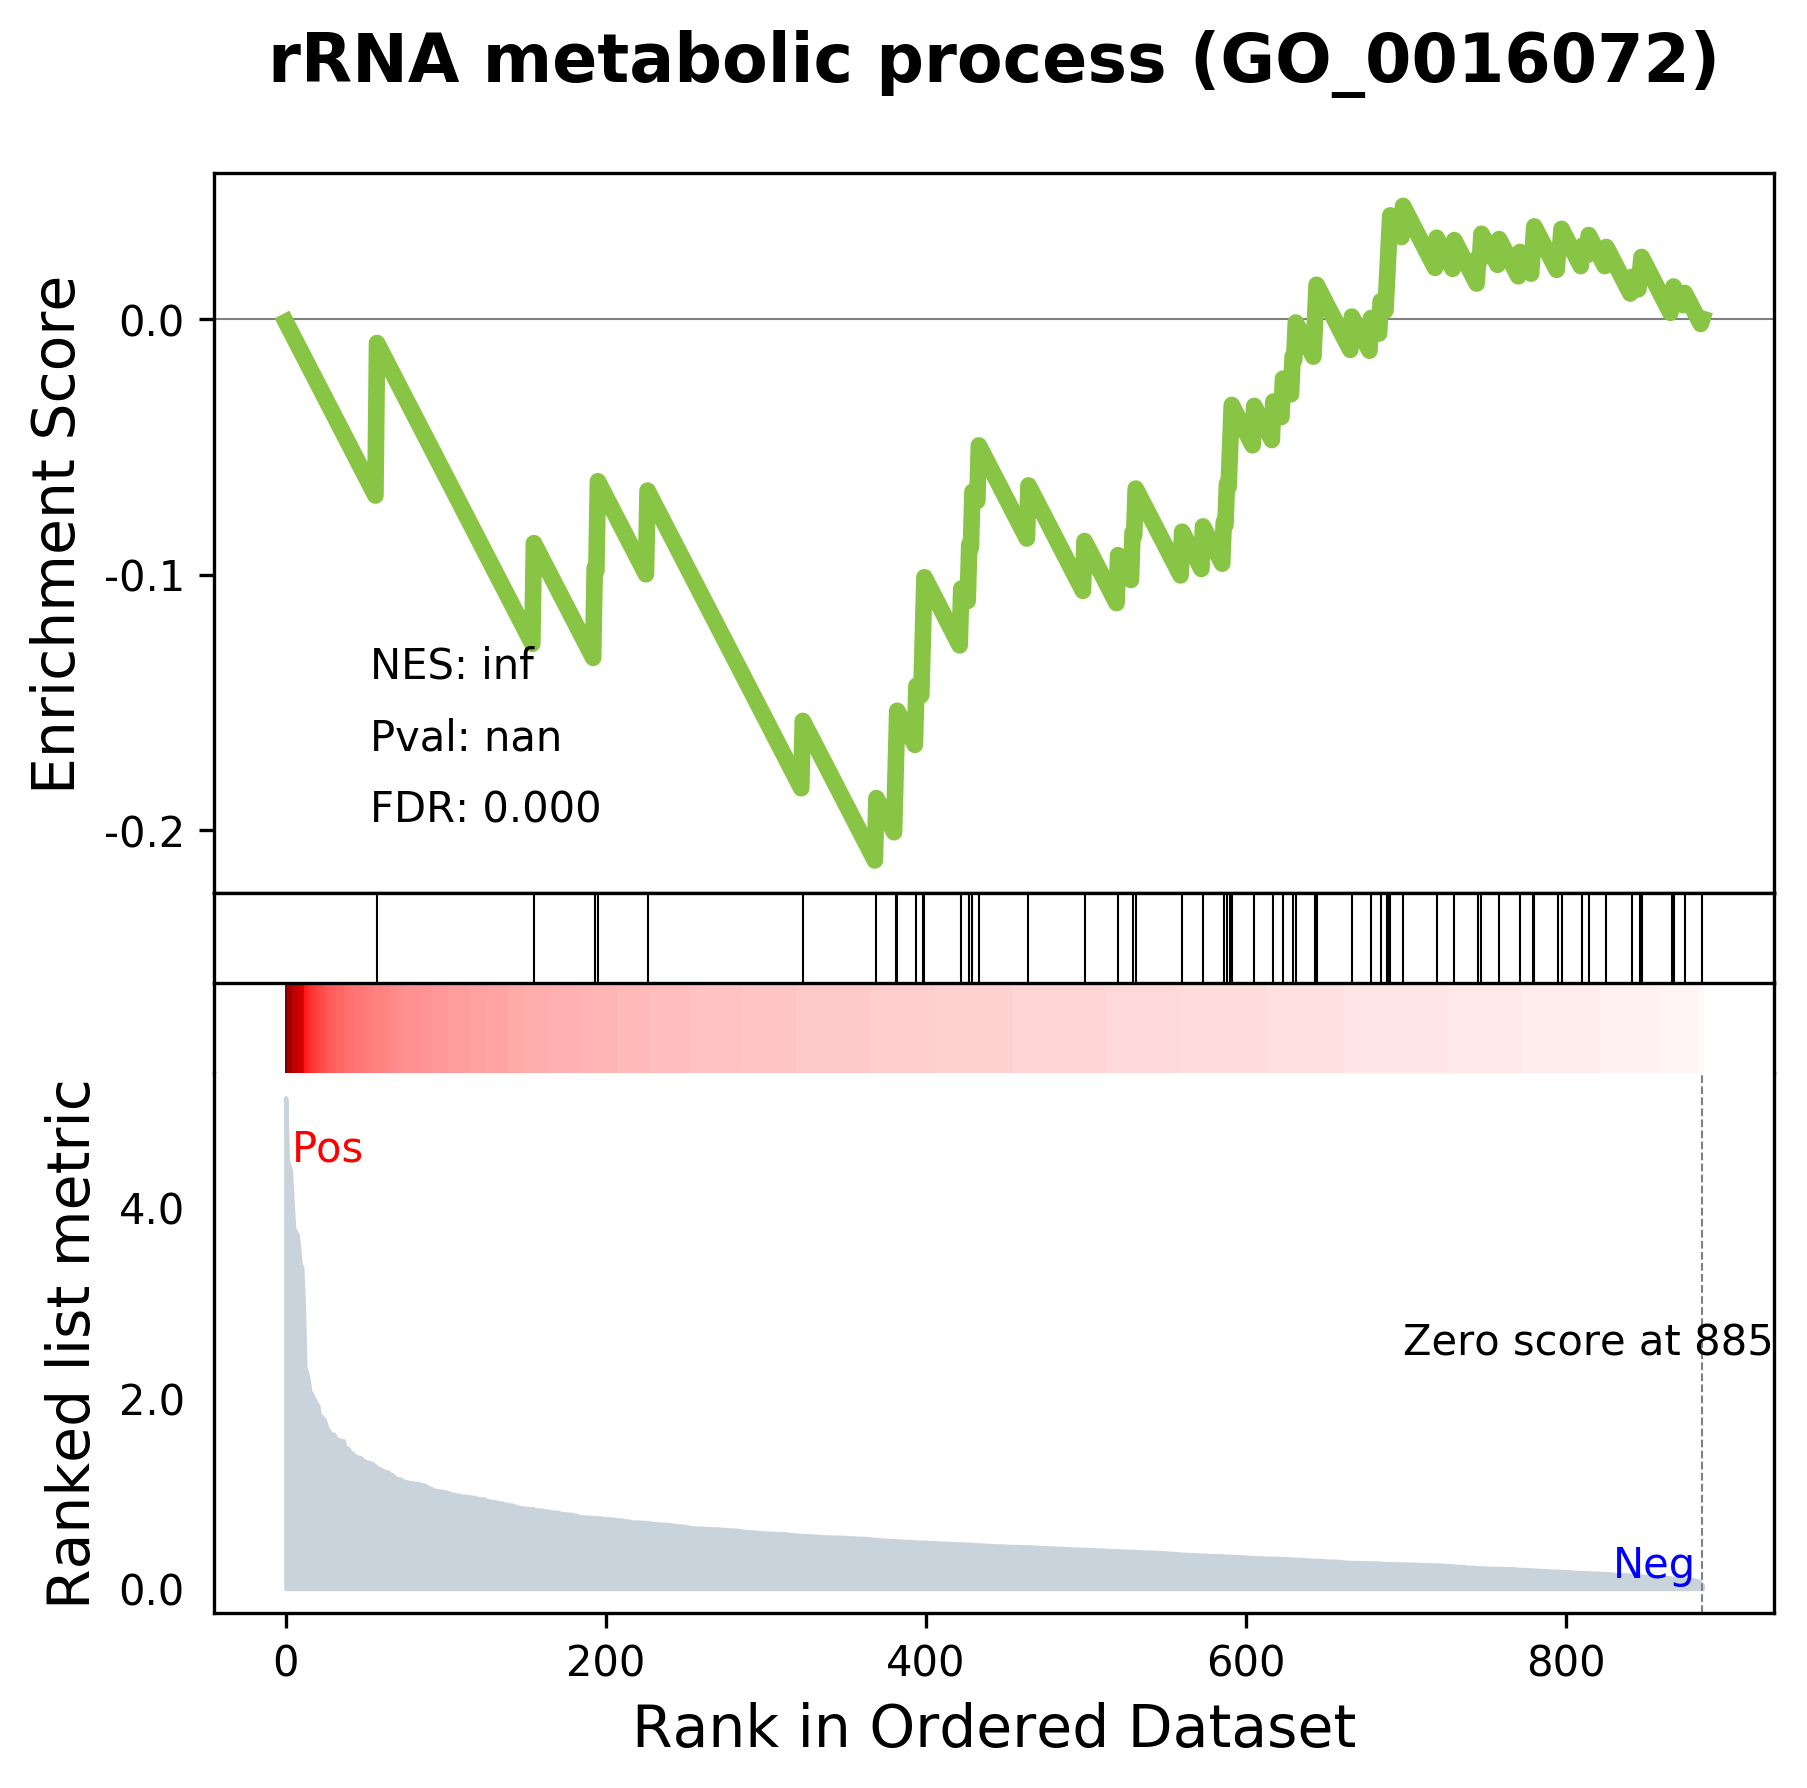 rRNA metabolic process (GO_0016072)
Enrichment Score
0.0
-0.1
-0.2
NES: inf
Pval: nan
FDR: 0.000
Ranked list metric
Pos
4.0
2.0
0.0
Zero score at 885
Neg
0 200 400 600 800
Rank in Ordered Dataset